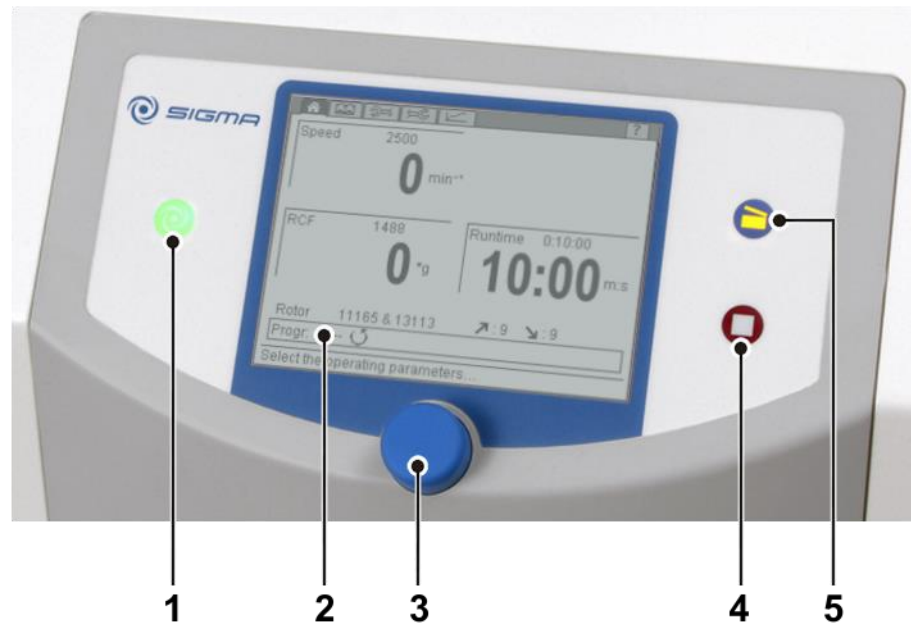 SIGMA
?
Speed 2500
0 min⁻¹
RCF 1488
0 *g
Runtime 0:10:00
10:00 m:s
Rotor 11165 & 13113 ↗: 9 ↘: 9
Progr.
Select the operating parameters...
1 2 3 4 5